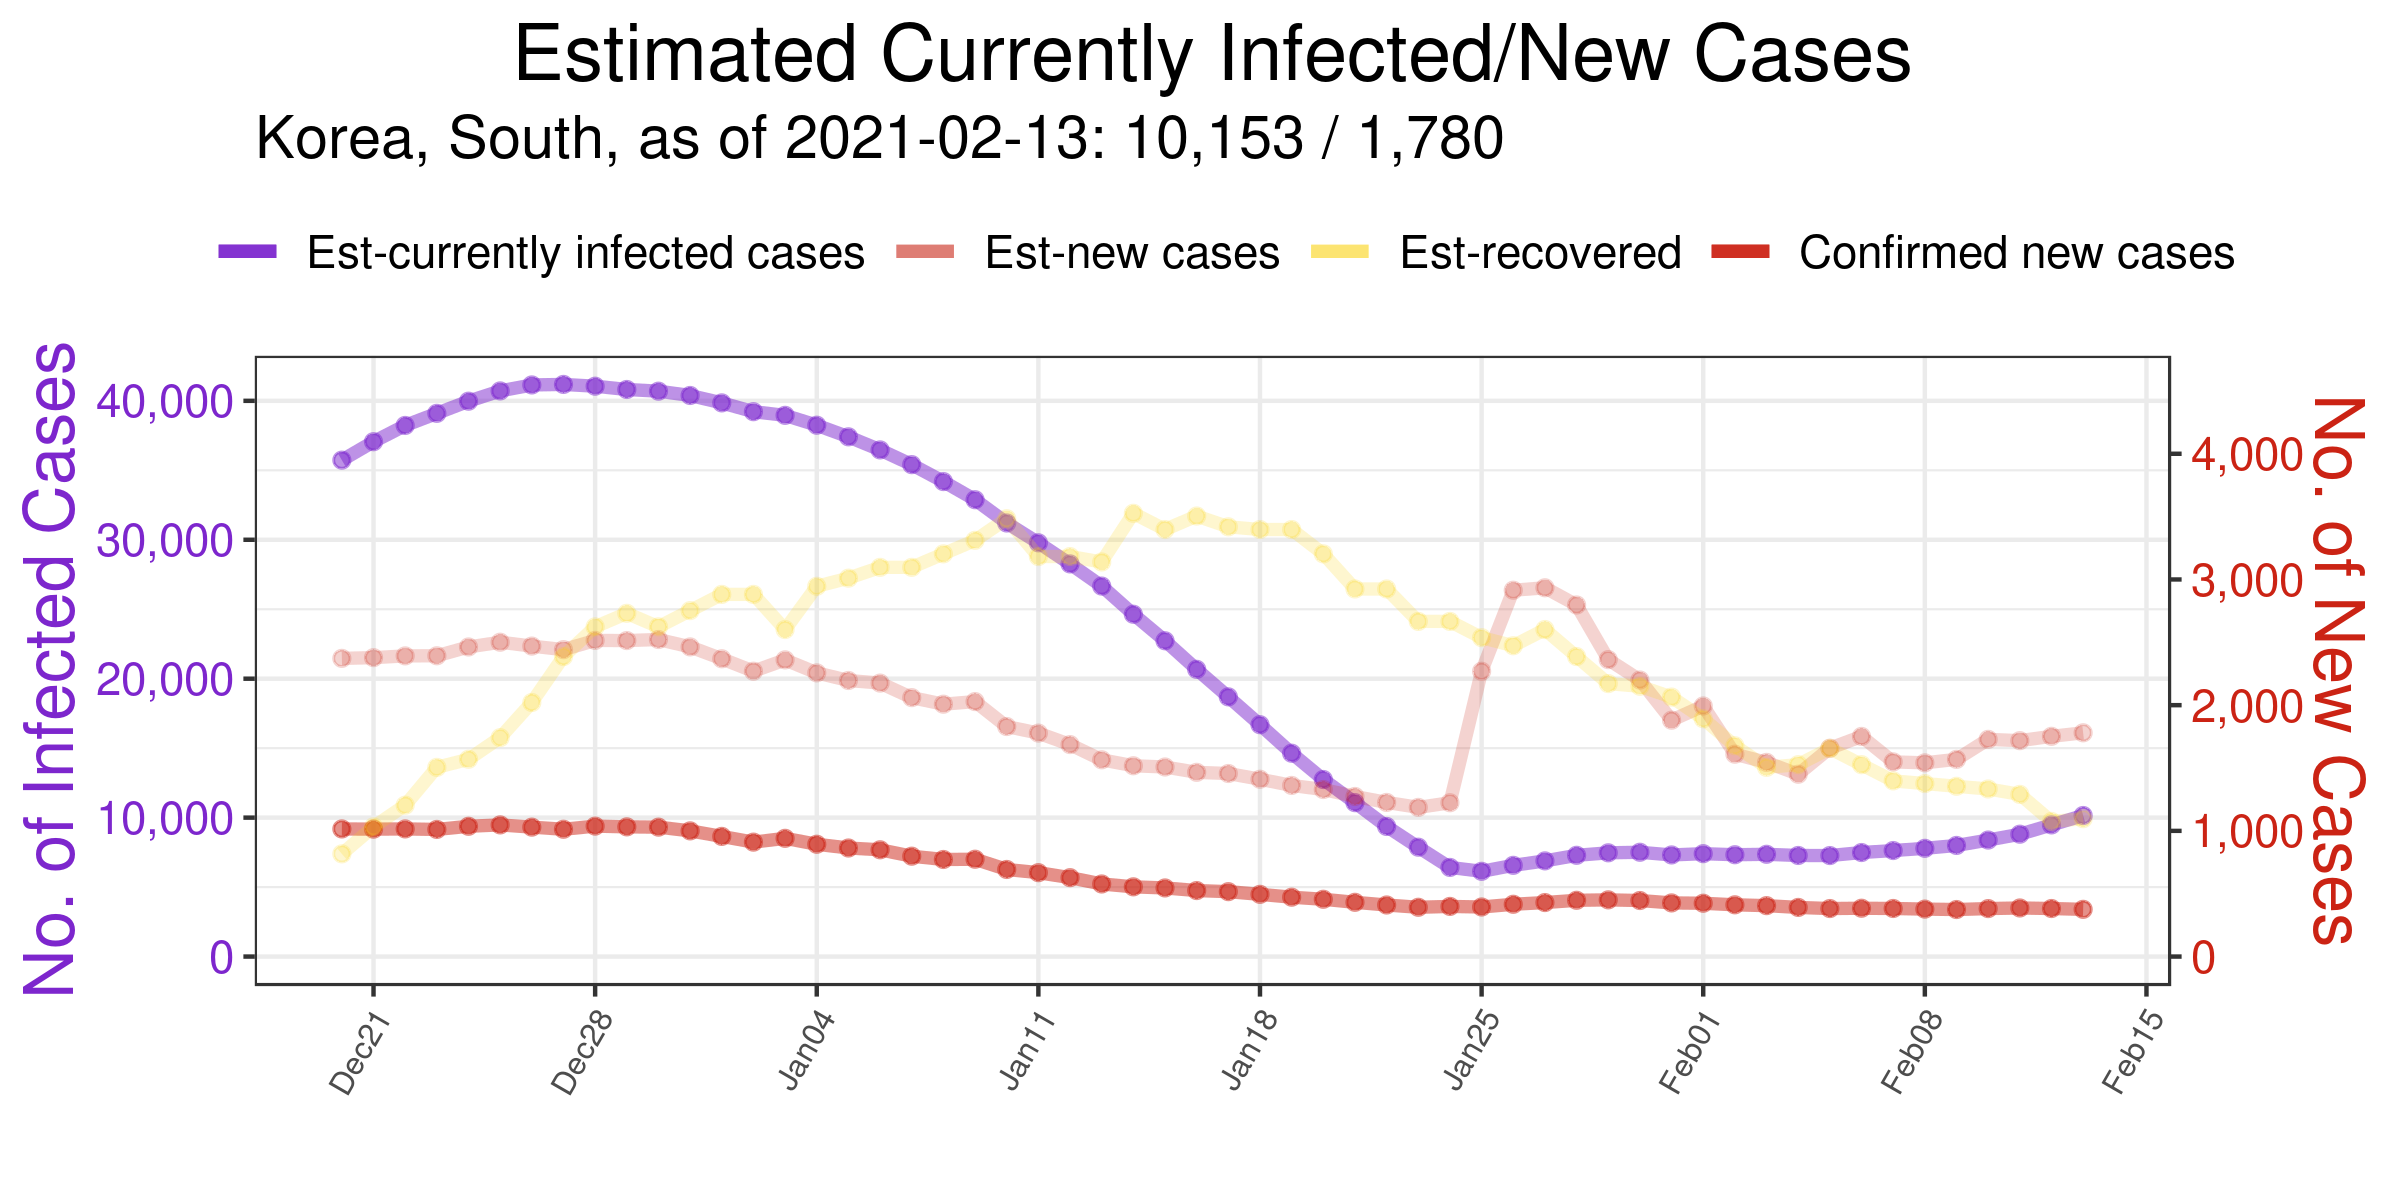 Estimated Currently Infected/New Cases
Korea, South, as of 2021-02-13: 10,153 / 1,780
Est-currently infected cases Est-new cases Est-recovered Confirmed new cases
No. of Infected Cases
40,000
30,000
20,000
10,000
0
4,000
3,000
2,000
1,000
0
No. of New Cases
Dec21 Dec28 Jan04 Jan11 Jan18 Jan25 Feb01 Feb08 Feb15